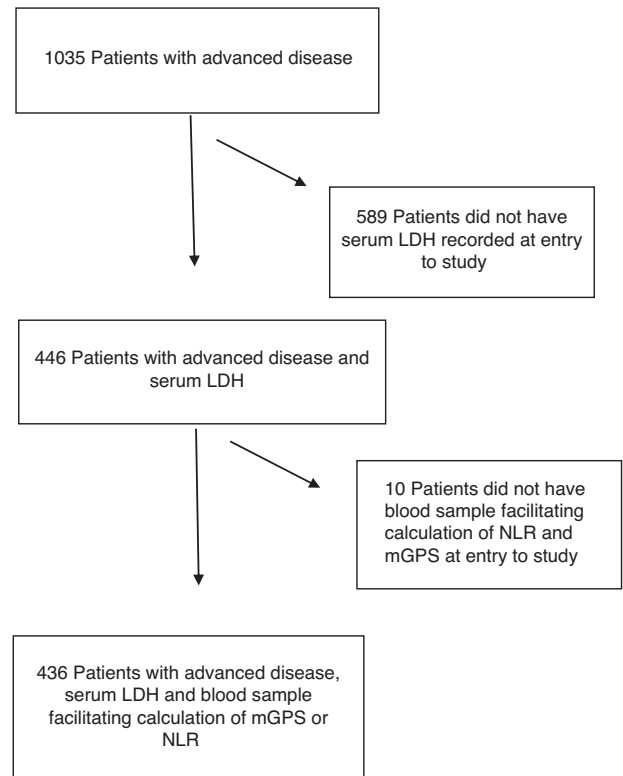 1035 Patients with advanced disease
589 Patients did not have
serum LDH recorded at entry
to study
446 Patients with advanced disease and
serum LDH
10 Patients did not have
blood sample facilitating
calculation of NLR and
mGPS at entry to study
436 Patients with advanced disease,
serum LDH and blood sample
facilitating calculation of mGPS or
NLR